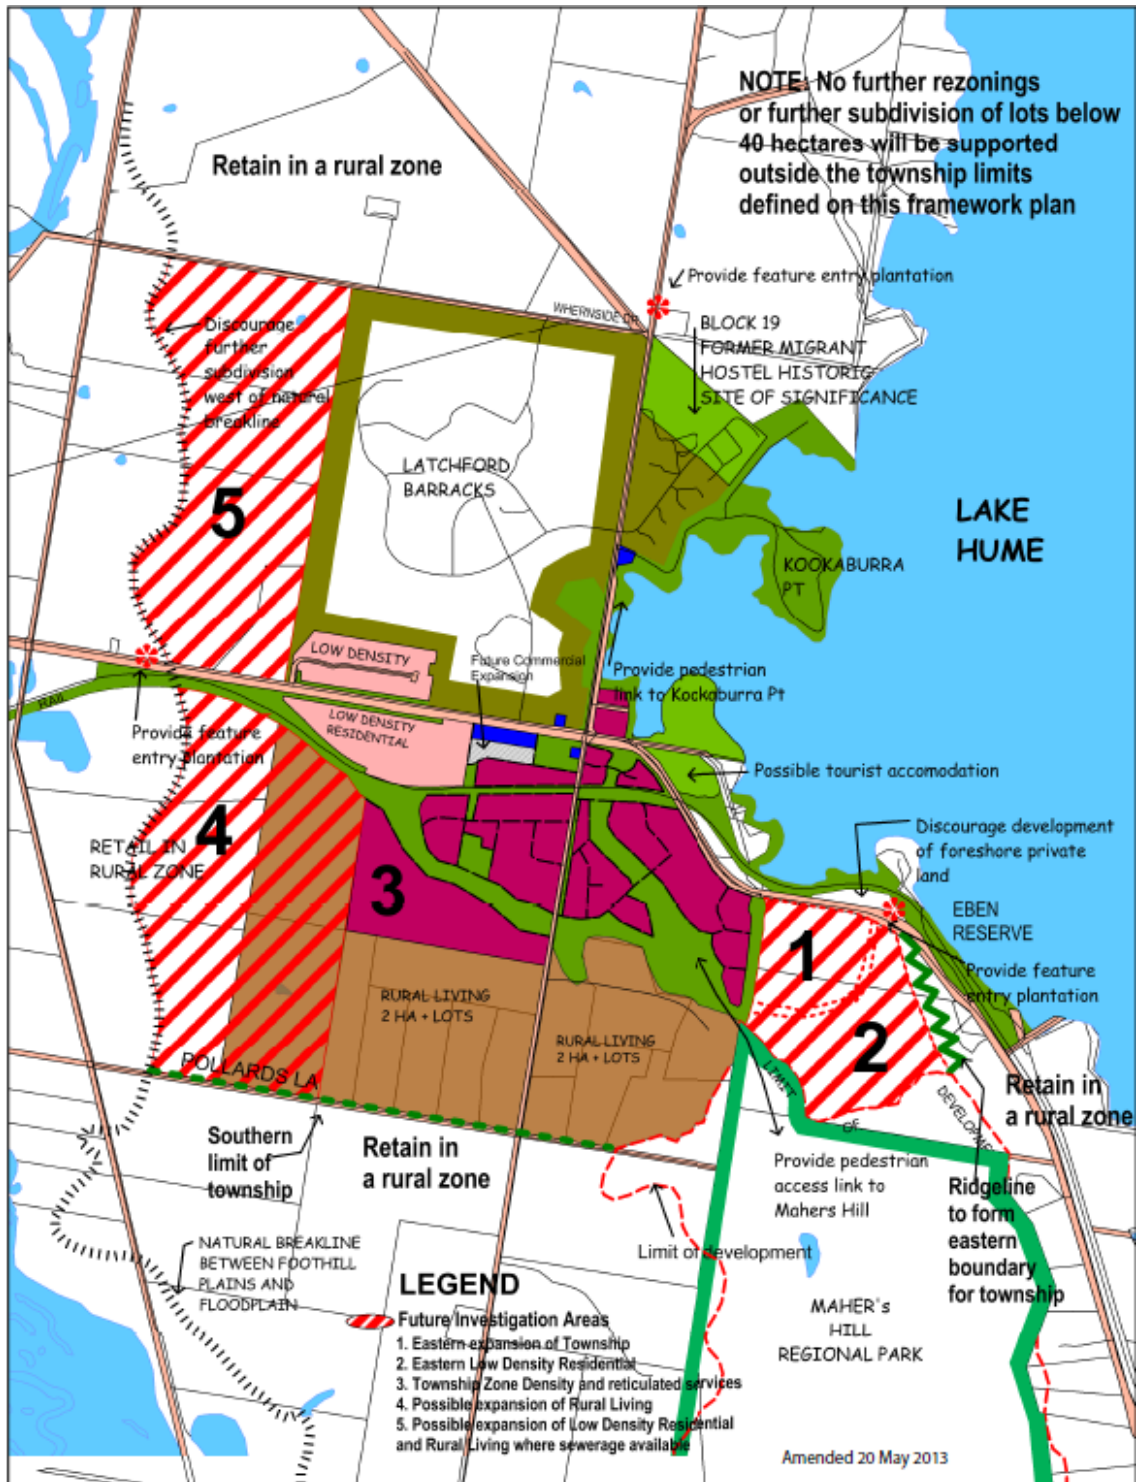 NOTE: No further rezonings
or further subdivision of lots below
40 hectares will be supported
outside the township limits
defined on this framework plan
Retain in a rural zone
Provide feature entry plantation
WHERNSIDE DR
BLOCK 19
FORMER MIGRANT
HOSTEL HISTORIC
SITE OF SIGNIFICANCE
Discourage
further
subdivision
west of natural
breakline
LATCHFORD
BARRACKS
5
LAKE
HUME
KOOKABURRA
PT
LOW DENSITY
Future Commercial
Expansion
Provide pedestrian
link to Kockaburra Pt
RAIL
LOW DENSITY
RESIDENTIAL
Provide feature
entry plantation
Possible tourist accomodation
4
RETAIL IN
RURAL ZONE
3
Discourage development
of foreshore private
land
EBEN
RESERVE
1
Provide feature
entry plantation
RURAL LIVING
2 HA + LOTS
RURAL LIVING
2 HA + LOTS
2
POLLARDS LA
LIMIT
OF
DEVELOPMENT
Retain in
a rural zone
Southern
limit of
township
Retain in
a rural zone
Provide pedestrian
access link to
Mahers Hill
Ridgeline
to form
eastern
boundary
for township
NATURAL BREAKLINE
BETWEEN FOOTHILL
PLAINS AND
FLOODPLAIN
Limit of development
MAHER's
HILL
REGIONAL PARK
LEGEND
Future Investigation Areas
1. Eastern expansion of Township
2. Eastern Low Density Residential
3. Township Zone Density and reticulated services
4. Possible expansion of Rural Living
5. Possible expansion of Low Density Residential
and Rural Living where sewerage available
Amended 20 May 2013